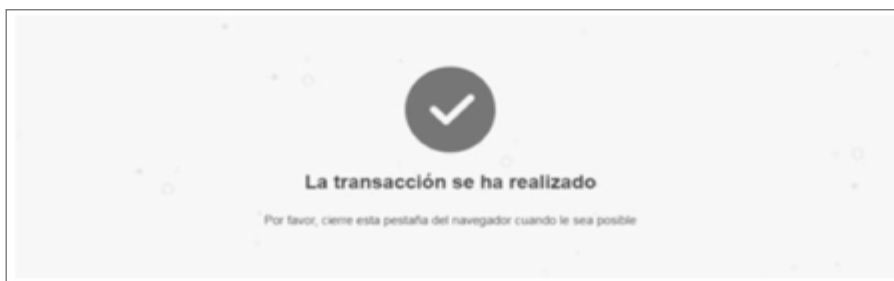 La transacción se ha realizado
Por favor, cierre esta pestaña del navegador cuando le sea posible